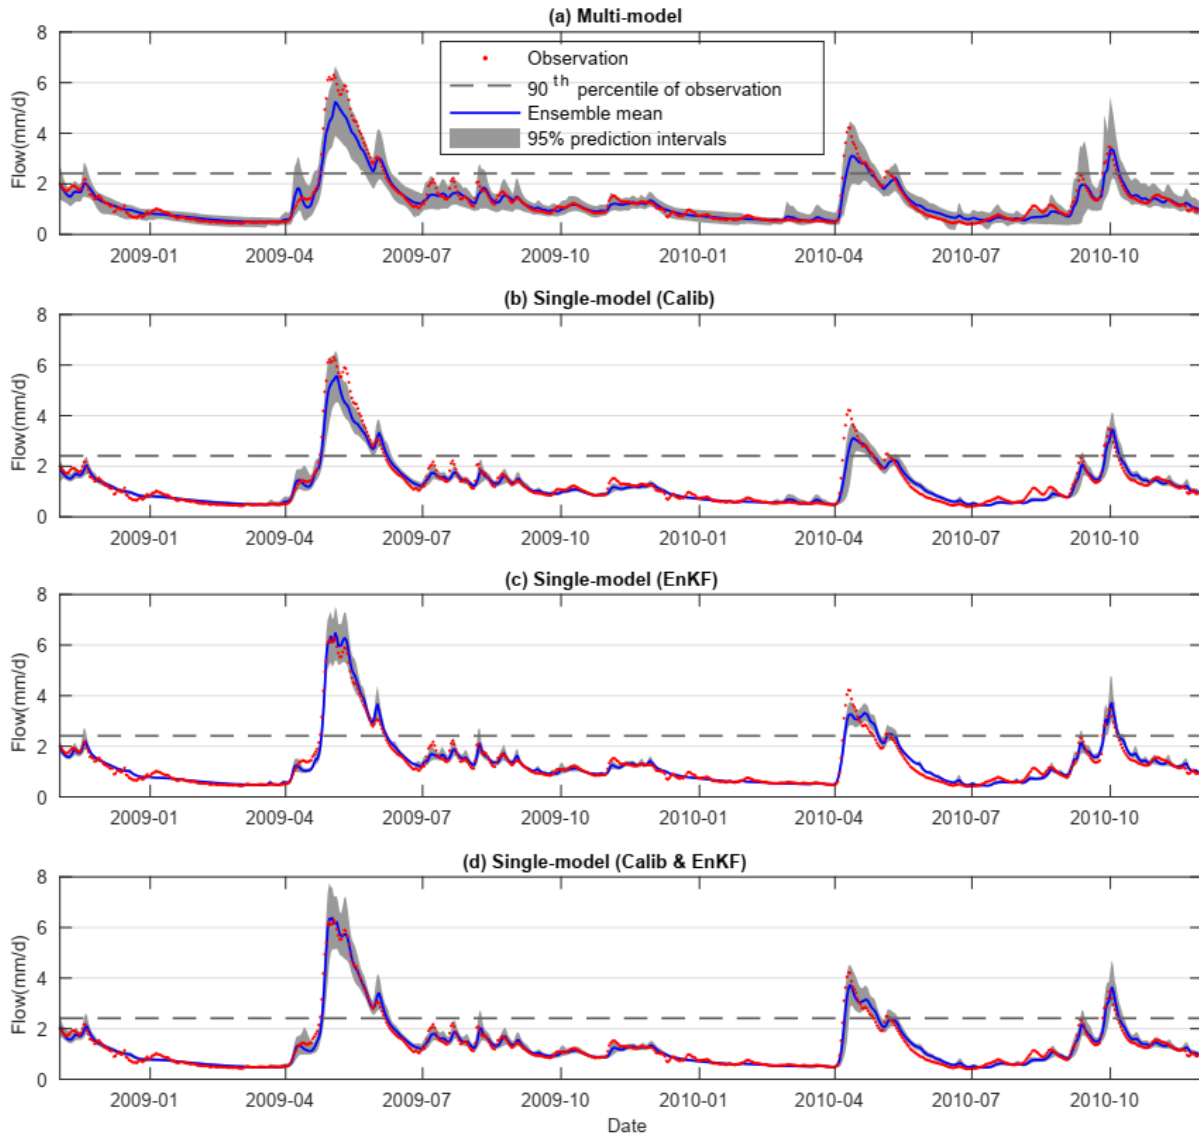 (a) Multi-model
8
6
4
2
0
Flow(mm/d)
Observation
90th percentile of observation
Ensemble mean
95% prediction intervals
2009-01 2009-04 2009-07 2009-10 2010-01 2010-04 2010-07 2010-10
(b) Single-model (Calib)
8
6
4
2
0
Flow(mm/d)
2009-01 2009-04 2009-07 2009-10 2010-01 2010-04 2010-07 2010-10
(c) Single-model (EnKF)
8
6
4
2
0
Flow(mm/d)
2009-01 2009-04 2009-07 2009-10 2010-01 2010-04 2010-07 2010-10
(d) Single-model (Calib & EnKF)
8
6
4
2
0
Flow(mm/d)
2009-01 2009-04 2009-07 2009-10 2010-01 2010-04 2010-07 2010-10
Date